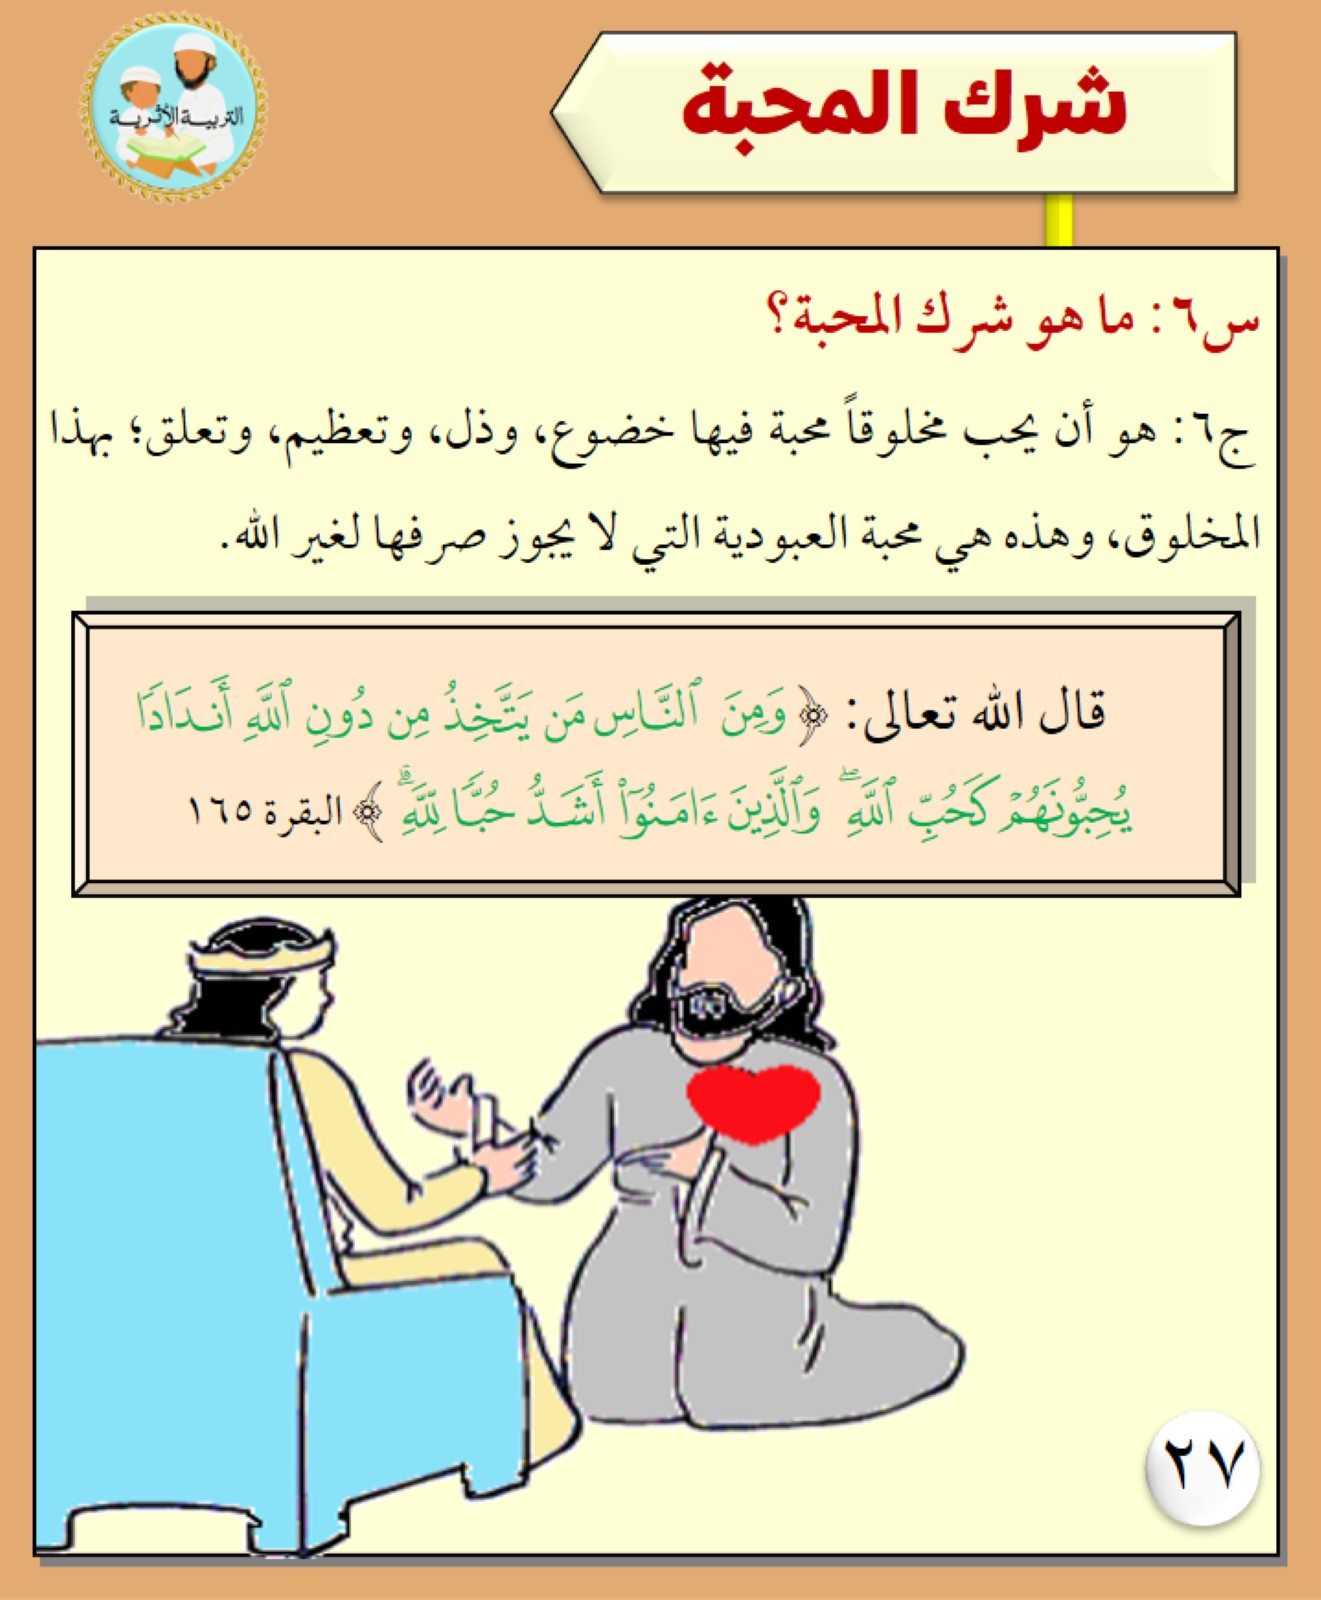 التربية الأثرية
شرك المحبة
س٦: ما هو شرك المحبة؟
ج٦: هو أن يحب مخلوقاً محبة فيها خضوع، وذل، وتعظيم، وتعلق؛ بهذا
المخلوق، وهذه هي محبة العبودية التي لا يجوز صرفها لغير الله.
قال الله تعالى: ﴿ وَمِنَ ٱلنَّاسِ مَن يَتَّخِذُ مِن دُونِ ٱللَّهِ أَندَادٗا
يُحِبُّونَهُمۡ كَحُبِّ ٱللَّهِۖ وَٱلَّذِينَ ءَامَنُوٓاْ أَشَدُّ حُبّٗا لِّلَّهِۗ ﴾ البقرة ١٦٥
٢٧